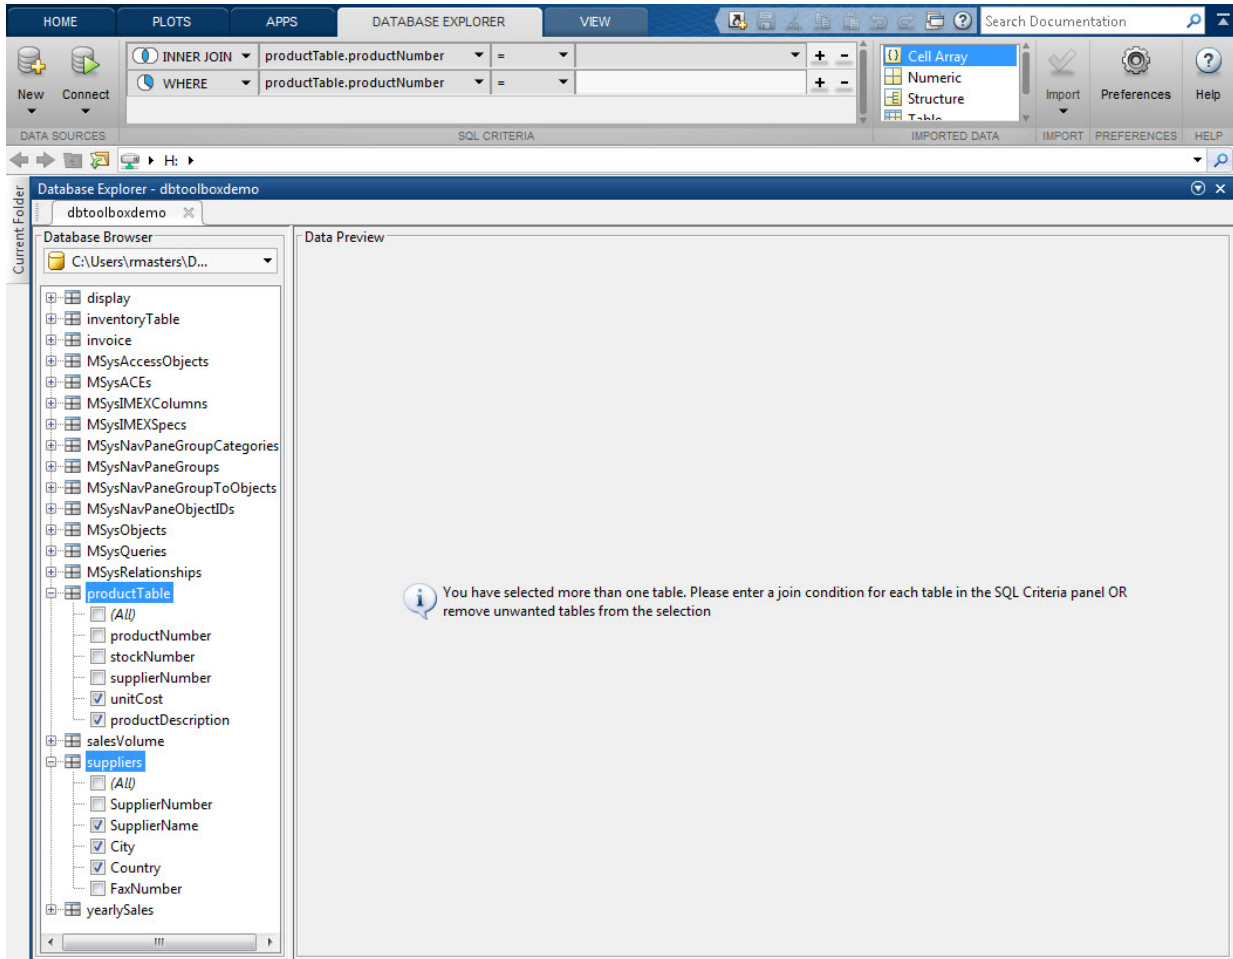 HOME PLOTS APPS DATABASE EXPLORER VIEW Search Documentation
INNER JOIN productTable.productNumber = + -
WHERE productTable.productNumber = + -
New Connect
Cell Array
Numeric
Structure
Table
Import Preferences Help
DATA SOURCES SQL CRITERIA IMPORTED DATA IMPORT PREFERENCES HELP
H:
Current Folder
Database Explorer - dbtoolboxdemo
dbtoolboxdemo
Database Browser
C:\Users\rmasters\D...
display
inventoryTable
invoice
MSysAccessObjects
MSysACEs
MSysIMEXColumns
MSysIMEXSpecs
MSysNavPaneGroupCategories
MSysNavPaneGroups
MSysNavPaneGroupToObjects
MSysNavPaneObjectIDs
MSysObjects
MSysQueries
MSysRelationships
productTable
(All)
productNumber
stockNumber
supplierNumber
unitCost
productDescription
salesVolume
suppliers
(All)
SupplierNumber
SupplierName
City
Country
FaxNumber
yearlySales
Data Preview
You have selected more than one table. Please enter a join condition for each table in the SQL Criteria panel OR
remove unwanted tables from the selection